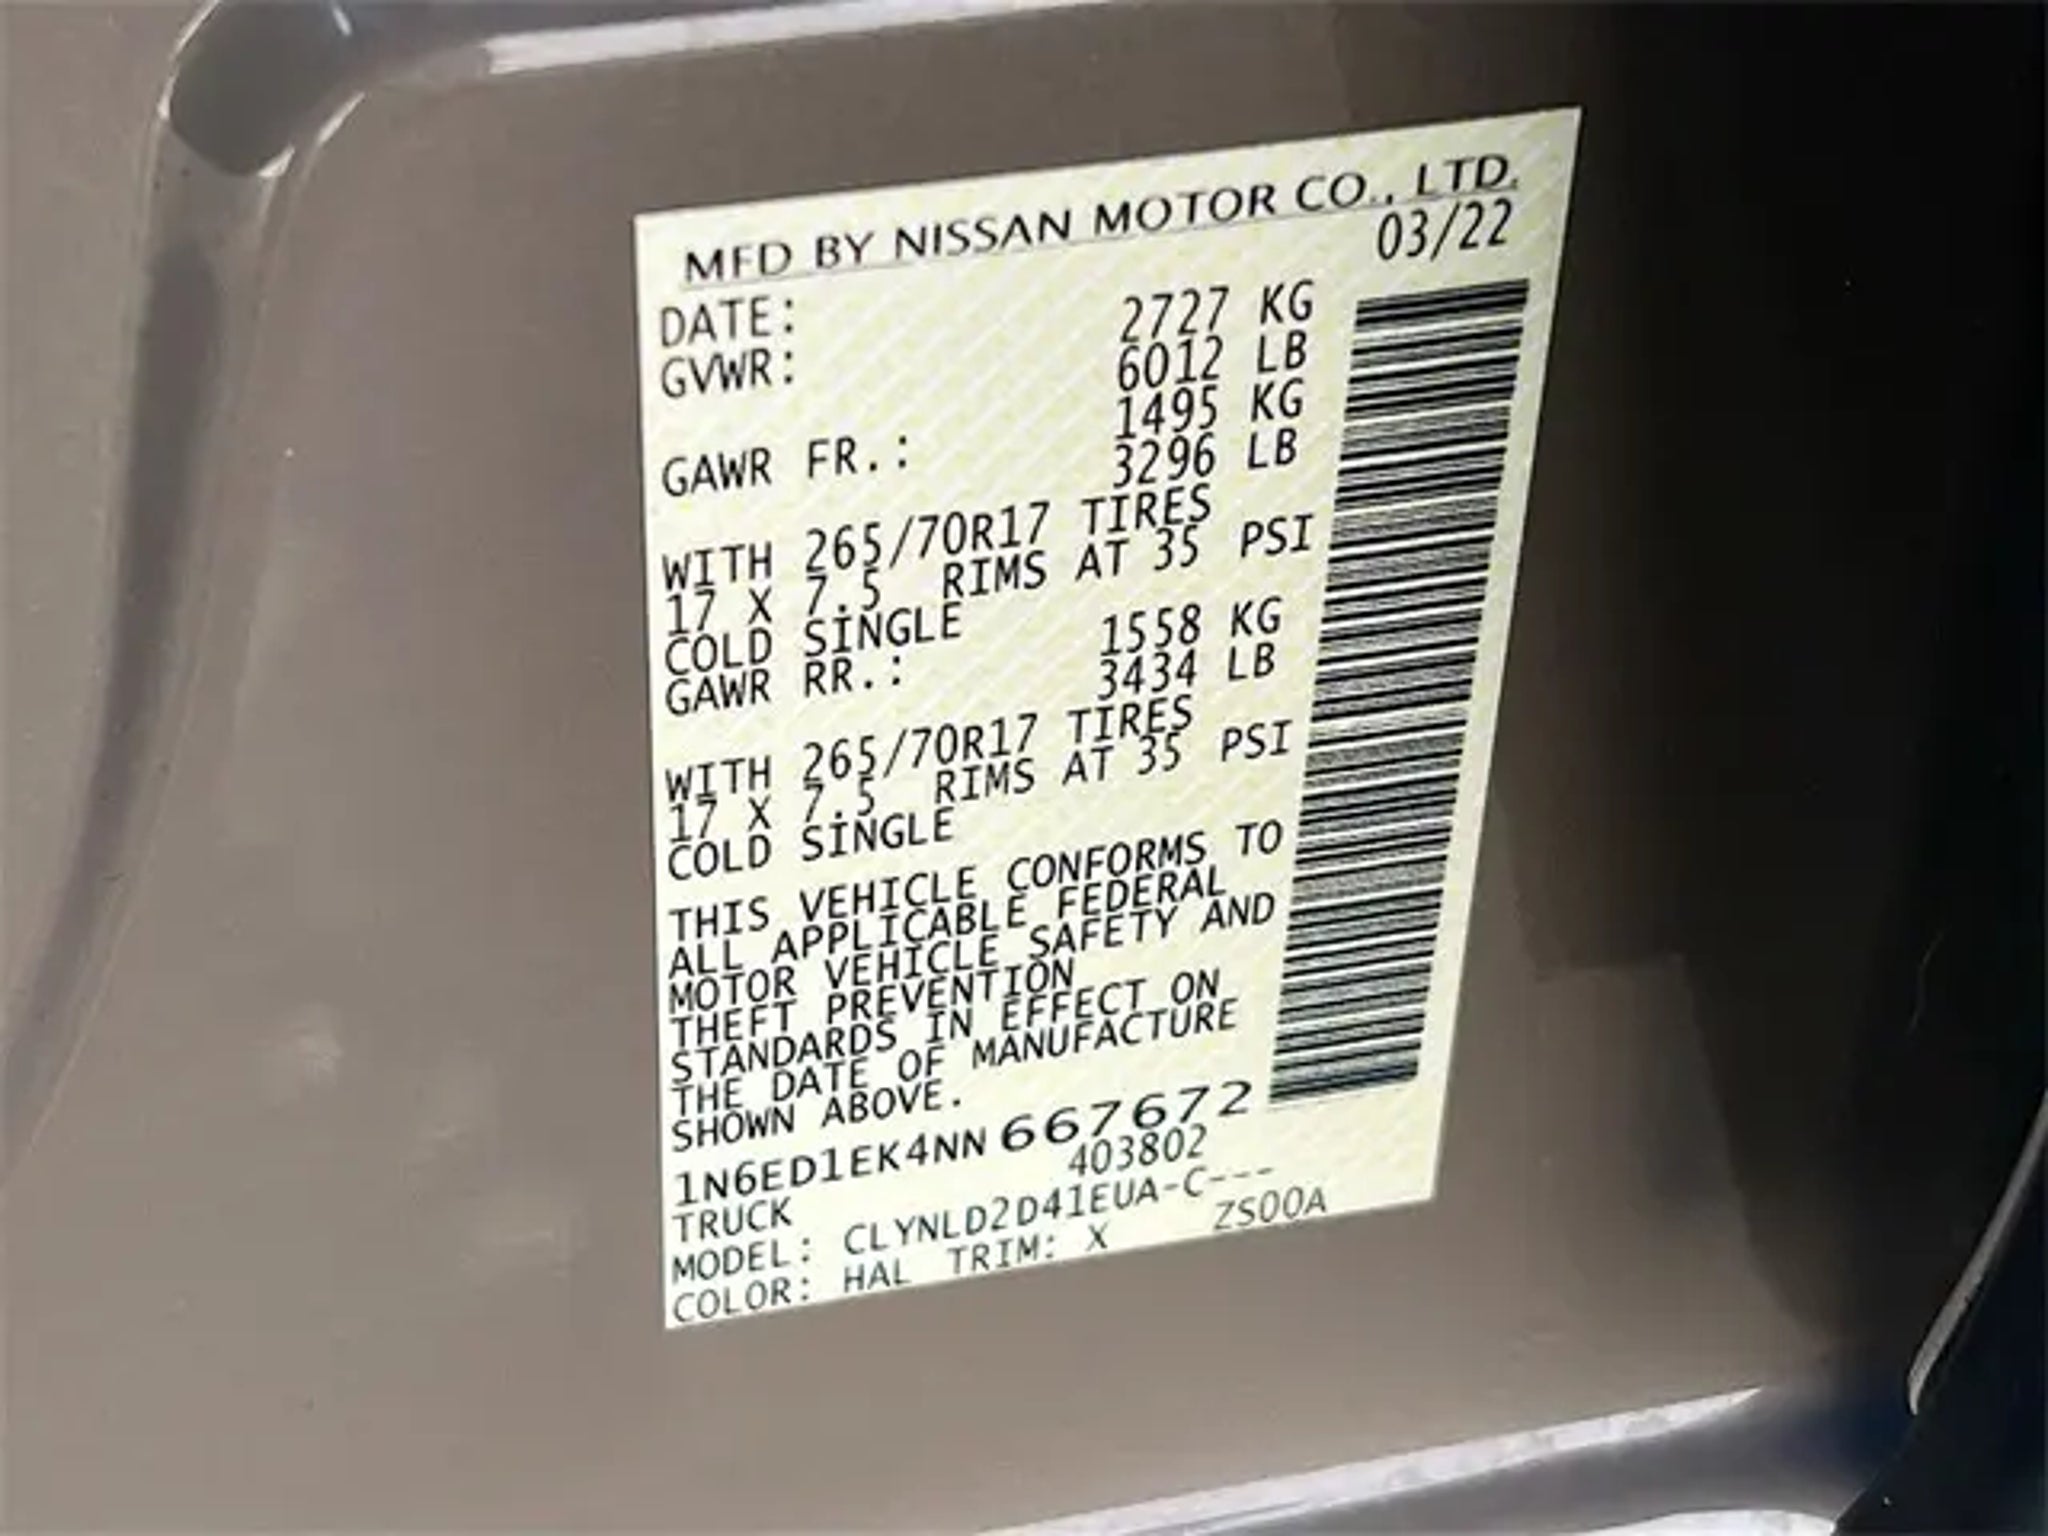 MFD BY NISSAN MOTOR CO., LTD.
DATE: 03/22
GVWR: 2727 KG
6012 LB
GAWR FR.: 1495 KG
3296 LB
WITH 265/70R17 TIRES
17 X 7.5 RIMS AT 35 PSI
COLD SINGLE
GAWR RR.: 1558 KG
3434 LB
WITH 265/70R17 TIRES
17 X 7.5 RIMS AT 35 PSI
COLD SINGLE
THIS VEHICLE CONFORMS TO
ALL APPLICABLE FEDERAL
MOTOR VEHICLE SAFETY AND
THEFT PREVENTION
STANDARDS IN EFFECT ON
THE DATE OF MANUFACTURE
SHOWN ABOVE.
1N6ED1EK4NN667672
TRUCK 403802
MODEL: CLYNLD2D41EUA-C---
COLOR: HAL TRIM: X ZS00A